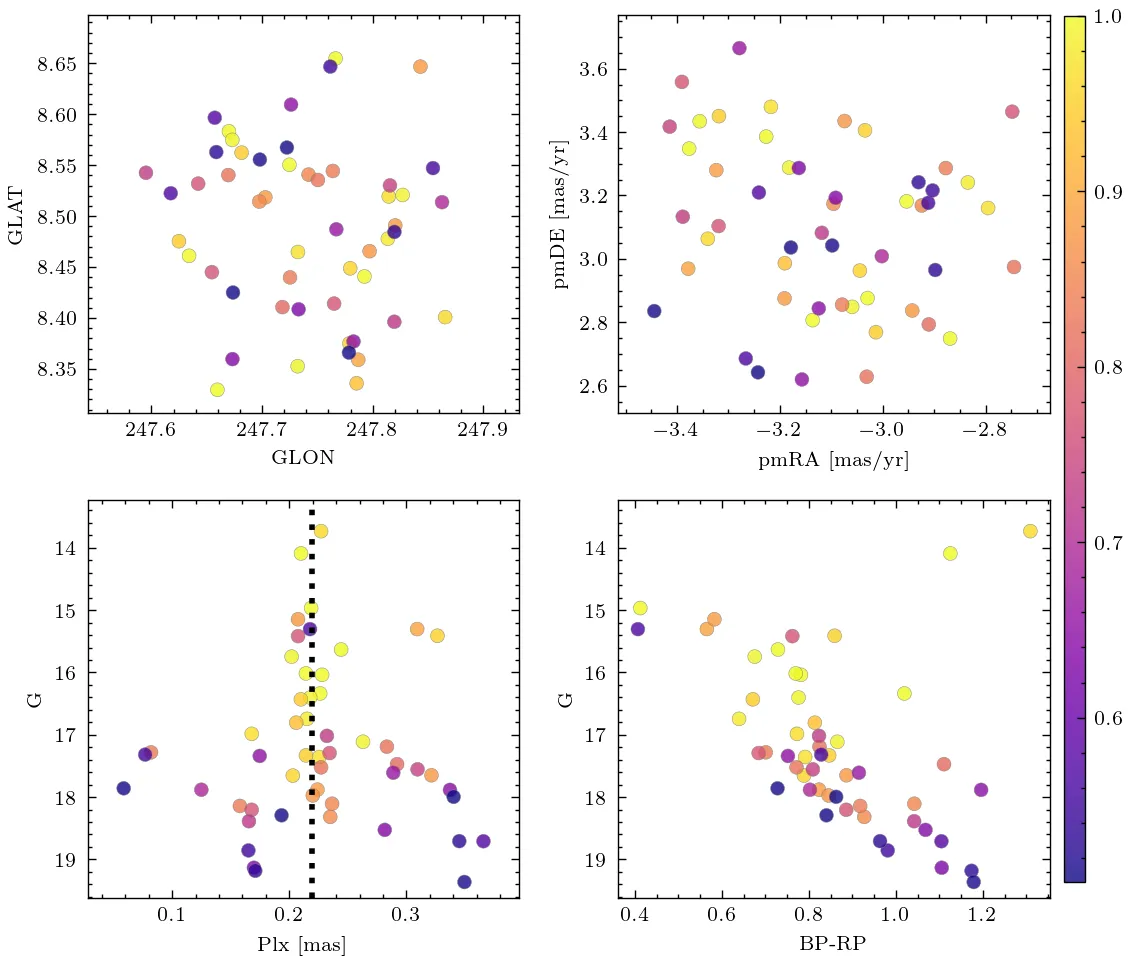 8.65
8.60
8.55
8.50
8.45
8.40
8.35
GLAT
247.6 247.7 247.8 247.9
GLON
3.6
3.4
3.2
3.0
2.8
2.6
pmDE [mas/yr]
−3.4 −3.2 −3.0 −2.8
pmRA [mas/yr]
1.0
0.9
0.8
0.7
0.6
14
15
16
17
18
19
G
0.1 0.2 0.3
Plx [mas]
14
15
16
17
18
19
G
0.4 0.6 0.8 1.0 1.2
BP-RP